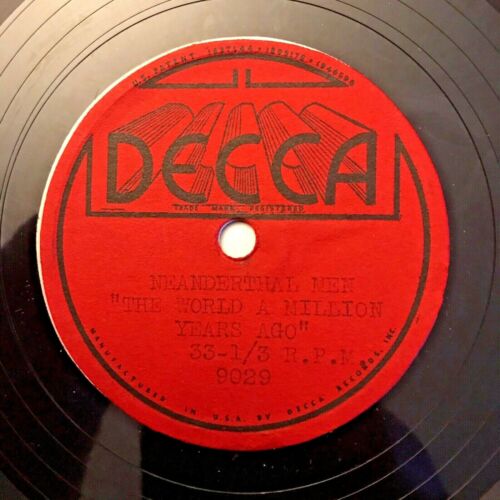 U.S. PATENT
DECCA
TRADE MARK REGISTERED
NEANDERTHAL MEN
"THE WORLD A MILLION
YEARS AGO"
33-1/3 R.P.M.
9029
MANUFACTURED IN U.S.A. BY DECCA RECORDS, INC.